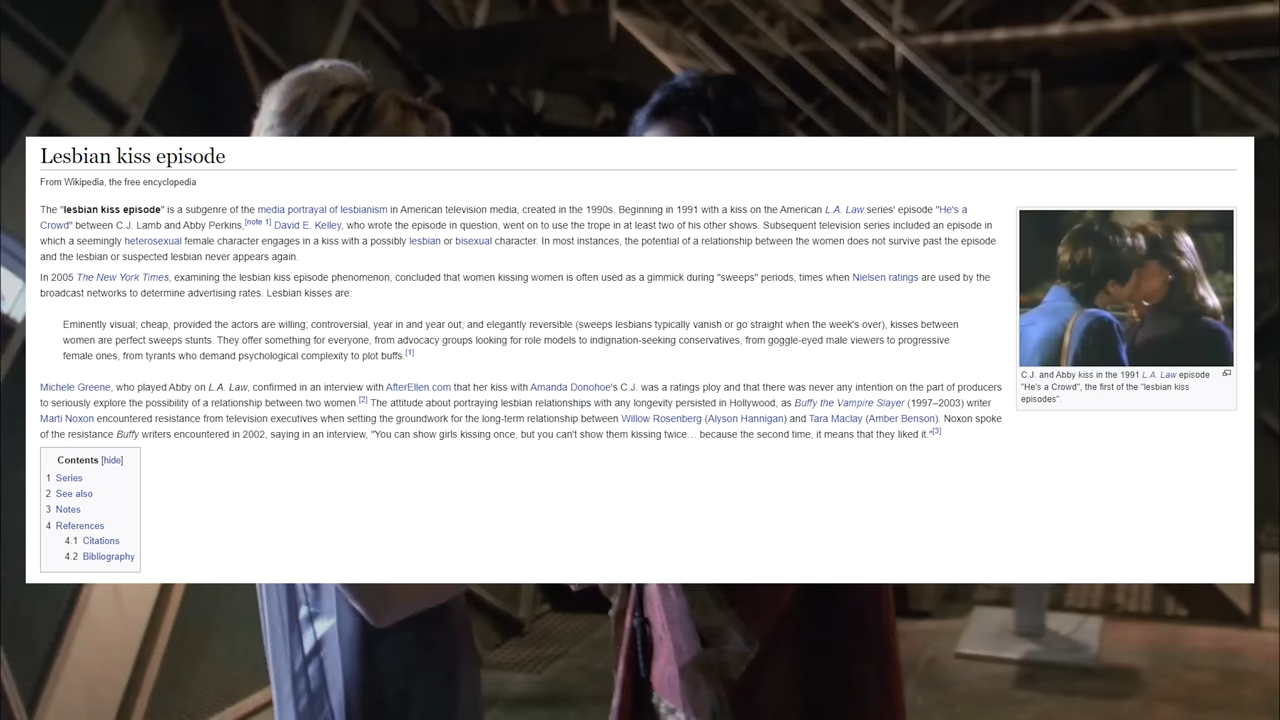 Lesbian kiss episode
From Wikipedia, the free encyclopedia
The "lesbian kiss episode" is a subgenre of the media portrayal of lesbianism in American television media, created in the 1990s. Beginning in 1991 with a kiss on the American L.A. Law series' episode "He's a
Crowd" between C.J. Lamb and Abby Perkins,[note 1] David E. Kelley, who wrote the episode in question, went on to use the trope in at least two of his other shows. Subsequent television series included an episode in
which a seemingly heterosexual female character engages in a kiss with a possibly lesbian or bisexual character. In most instances, the potential of a relationship between the women does not survive past the episode
and the lesbian or suspected lesbian never appears again.
In 2005 The New York Times, examining the lesbian kiss episode phenomenon, concluded that women kissing women is often used as a gimmick during "sweeps" periods, times when Nielsen ratings are used by the
broadcast networks to determine advertising rates. Lesbian kisses are:
Eminently visual; cheap, provided the actors are willing; controversial, year in and year out; and elegantly reversible (sweeps lesbians typically vanish or go straight when the week's over), kisses between
women are perfect sweeps stunts. They offer something for everyone, from advocacy groups looking for role models to indignation-seeking conservatives, from goggle-eyed male viewers to progressive
female ones, from tyrants who demand psychological complexity to plot buffs.[1]
Michele Greene, who played Abby on L.A. Law, confirmed in an interview with AfterEllen.com that her kiss with Amanda Donohoe's C.J. was a ratings ploy and that there was never any intention on the part of producers
to seriously explore the possibility of a relationship between two women.[2] The attitude about portraying lesbian relationships with any longevity persisted in Hollywood, as Buffy the Vampire Slayer (1997–2003) writer
Marti Noxon encountered resistance from television executives when setting the groundwork for the long-term relationship between Willow Rosenberg (Alyson Hannigan) and Tara Maclay (Amber Benson). Noxon spoke
of the resistance Buffy writers encountered in 2002, saying in an interview, "You can show girls kissing once, but you can't show them kissing twice… because the second time, it means that they liked it."[3]
C.J. and Abby kiss in the 1991 L.A. Law episode
"He's a Crowd", the first of the "lesbian kiss
episodes".
Contents [hide]
1 Series
2 See also
3 Notes
4 References
4.1 Citations
4.2 Bibliography